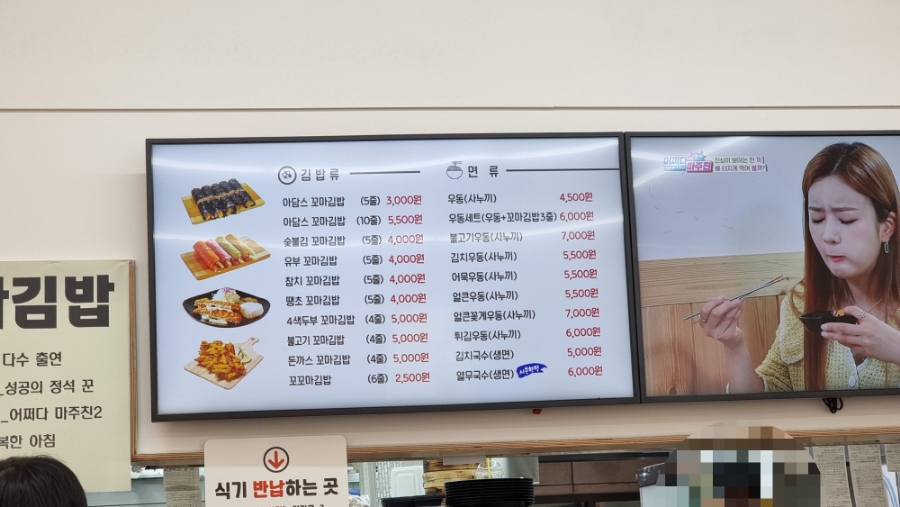 김밥류
아담스 꼬마김밥 (5줄) 3,000원
아담스 꼬마김밥 (10줄) 5,500원
숯불김 꼬마김밥 (5줄) 4,000원
유부 꼬마김밥 (5줄) 4,000원
참치 꼬마김밥 (5줄) 4,000원
땡초 꼬마김밥 (5줄) 4,000원
4색두부 꼬마김밥 (4줄) 5,000원
불고기 꼬마김밥 (4줄) 5,000원
돈까스 꼬마김밥 (4줄) 5,000원
꼬꼬마김밥 (6줄) 2,500원
면 류
우동(사누끼) 4,500원
우동세트(우동+꼬마김밥3줄) 6,000원
불고기우동(사누끼) 7,000원
김치우동(사누끼) 5,500원
어묵우동(사누끼) 5,500원
얼큰우동(사누끼) 5,500원
얼큰꽃게우동(사누끼) 7,000원
튀김우동(사누끼) 6,000원
김치국수(생면) 5,000원
열무국수(생면) 6,000원
어쩌다
마주친
김밥
다수 출연
_성공의 정석 꾼
_어쩌다 마주친2
복한 아침
식기 반납하는 곳